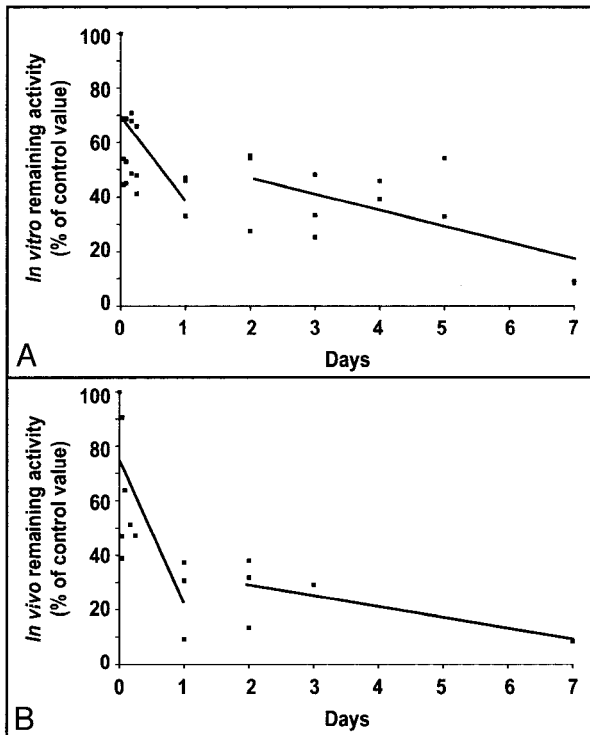 In vitro remaining activity
(% of control value)
100
80
60
40
20
0
0 1 2 3 4 5 6 7
Days
A
In vivo remaining activity
(% of control value)
100
80
60
40
20
0
0 1 2 3 4 5 6 7
Days
B